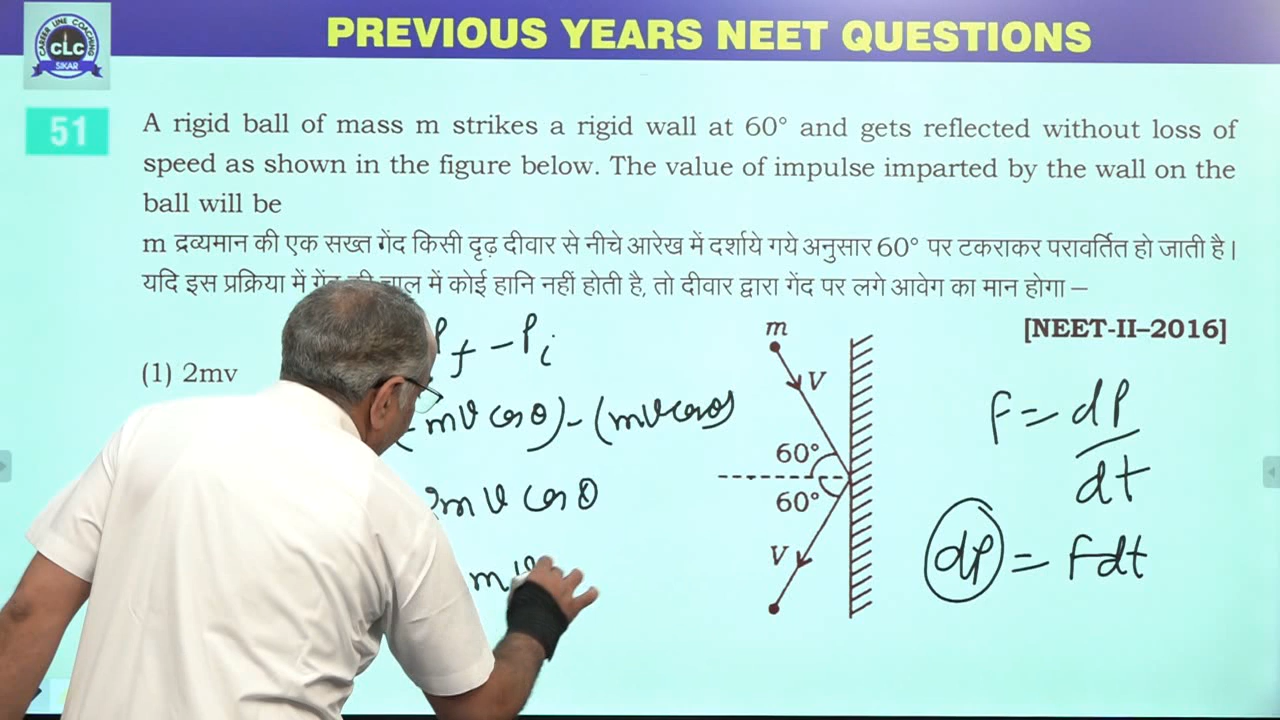 CAREER LINE COACHING
CLC
SIKAR
PREVIOUS YEARS NEET QUESTIONS
51
A rigid ball of mass m strikes a rigid wall at 60° and gets reflected without loss of
speed as shown in the figure below. The value of impulse imparted by the wall on the
ball will be
m द्रव्यमान की एक सख्त गेंद किसी दृढ़ दीवार से नीचे आरेख में दर्शाये गये अनुसार 60° पर टकराकर परावर्तित हो जाती है।
यदि इस प्रक्रिया में गेंद की चाल में कोई हानि नहीं होती है, तो दीवार द्वारा गेंद पर लगे आवेग का मान होगा –
[NEET-II–2016]
(1) 2mv
P_f - P_i
(-mv cosθ) - (mv cosθ)
2mv cosθ
mv
m
V
60°
60°
V
F = dP/dt
dP = Fdt